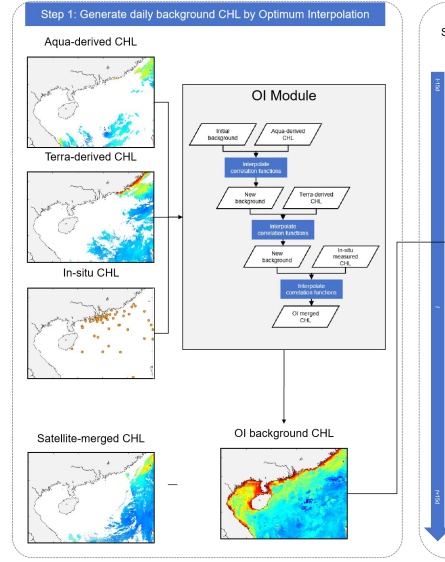 Step 1: Generate daily background CHL by Optimum Interpolation
S
Aqua-derived CHL
Terra-derived CHL
In-situ CHL
Satellite-merged CHL
OI Module
Initial
background
Aqua-derived
CHL
Interpolate
correlation functions
New
background
Terra-derived
CHL
Interpolate
correlation functions
New
background
In-situ
measured
CHL
Interpolate
correlation functions
OI merged
CHL
OI background CHL